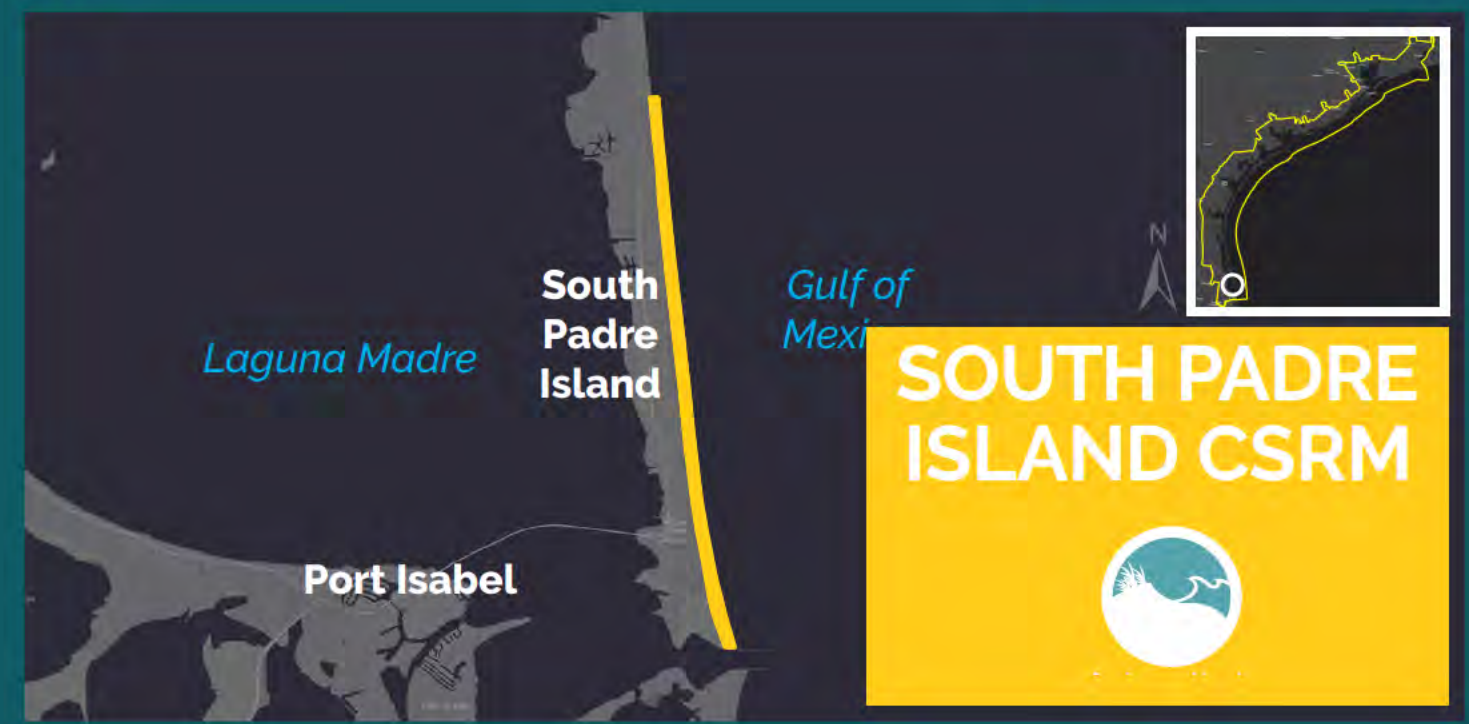 South
Padre
Island
Laguna Madre
Gulf of
Mexi
N
Port Isabel
SOUTH PADRE
ISLAND CSRM